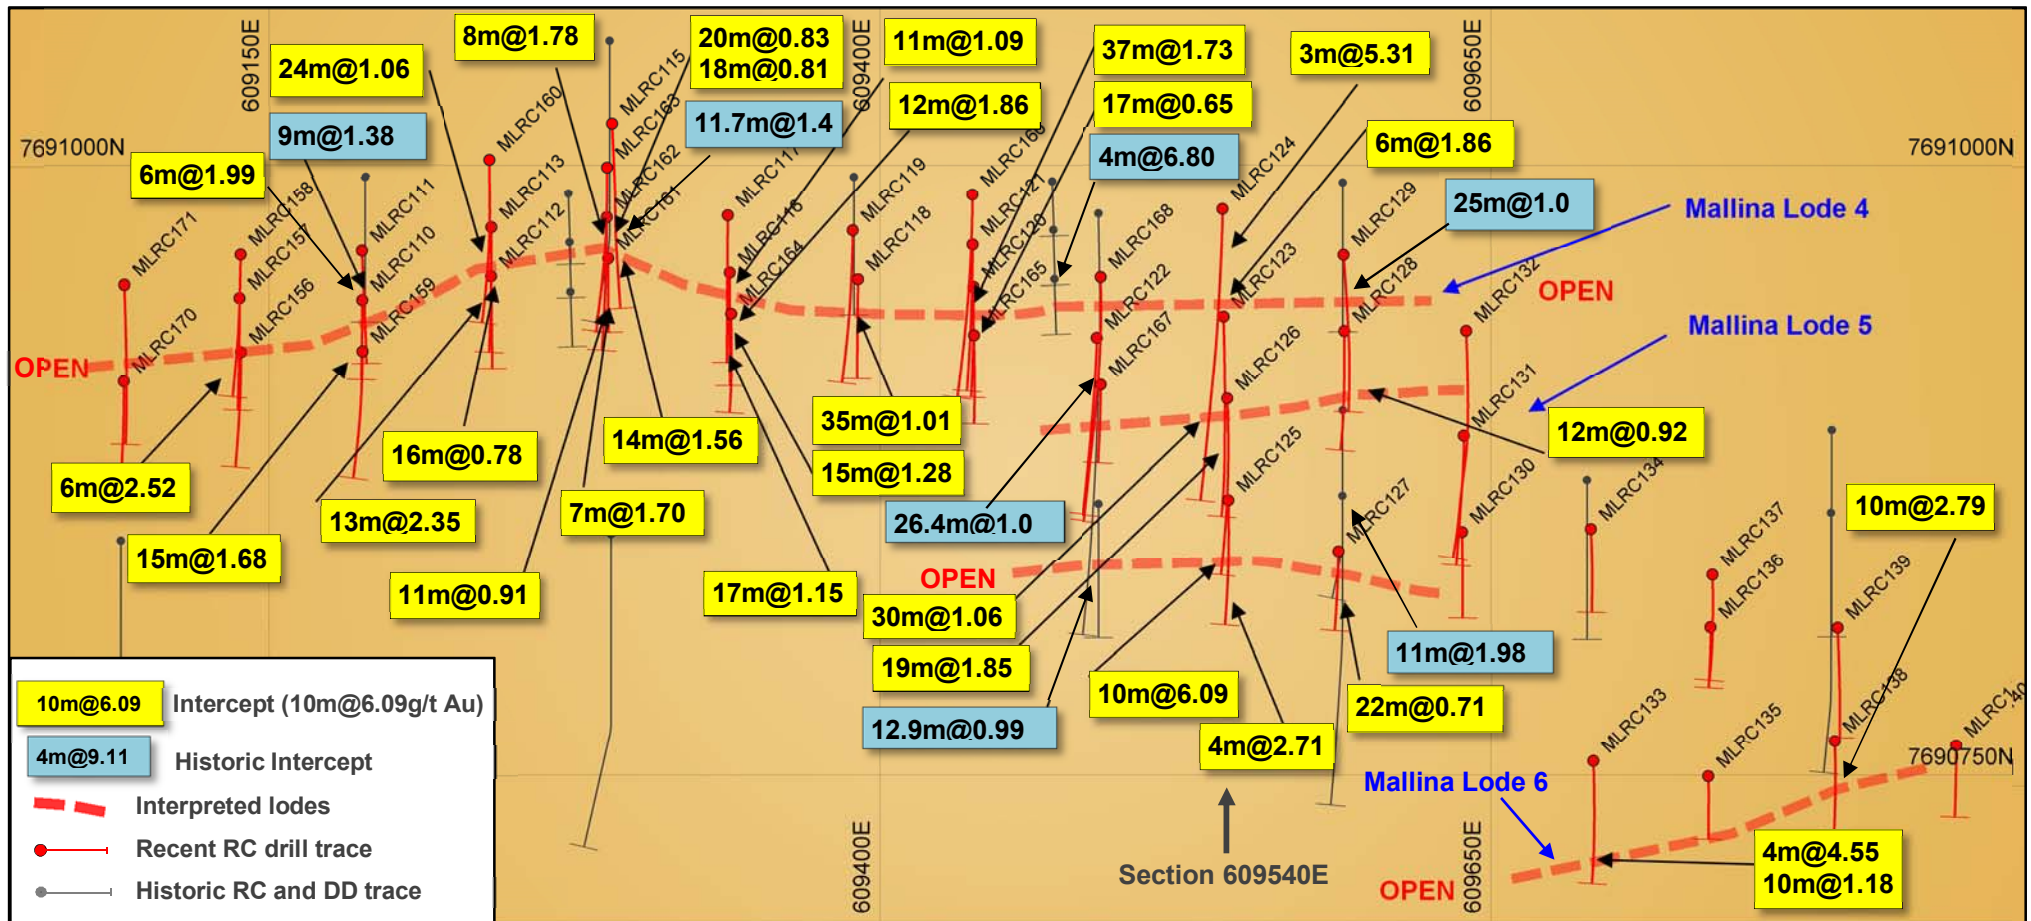 609150E
609400E
609650E
8m@1.78
20m@0.83
18m@0.81
11m@1.09
37m@1.73
3m@5.31
24m@1.06
12m@1.86
17m@0.65
9m@1.38
11.7m@1.4
4m@6.80
6m@1.86
7691000N
7691000N
6m@1.99
25m@1.0
MLRC115
MLRC163
MLRC162
MLRC161
MLRC160
MLRC113
MLRC112
MLRC117
MLRC116
MLRC164
MLRC119
MLRC118
MLRC121
MLRC120
MLRC165
MLRC168
MLRC122
MLRC167
MLRC124
MLRC123
MLRC126
MLRC125
MLRC129
MLRC128
MLRC127
MLRC132
MLRC131
MLRC130
MLRC171
MLRC170
MLRC158
MLRC157
MLRC156
MLRC111
MLRC110
MLRC159
Mallina Lode 4
OPEN
Mallina Lode 5
OPEN
6m@2.52
15m@1.68
13m@2.35
16m@0.78
11m@0.91
7m@1.70
14m@1.56
17m@1.15
35m@1.01
15m@1.28
26.4m@1.0
12m@0.92
10m@2.79
MLRC134
MLRC137
MLRC136
MLRC139
MLRC138
MLRC133
MLRC135
OPEN
30m@1.06
19m@1.85
12.9m@0.99
10m@6.09
4m@2.71
22m@0.71
11m@1.98
7690750N
Mallina Lode 6
4m@4.55
10m@1.18
OPEN
Section 609540E
609400E
609650E
10m@6.09 Intercept (10m@6.09g/t Au)
4m@9.11 Historic Intercept
Interpreted lodes
Recent RC drill trace
Historic RC and DD trace